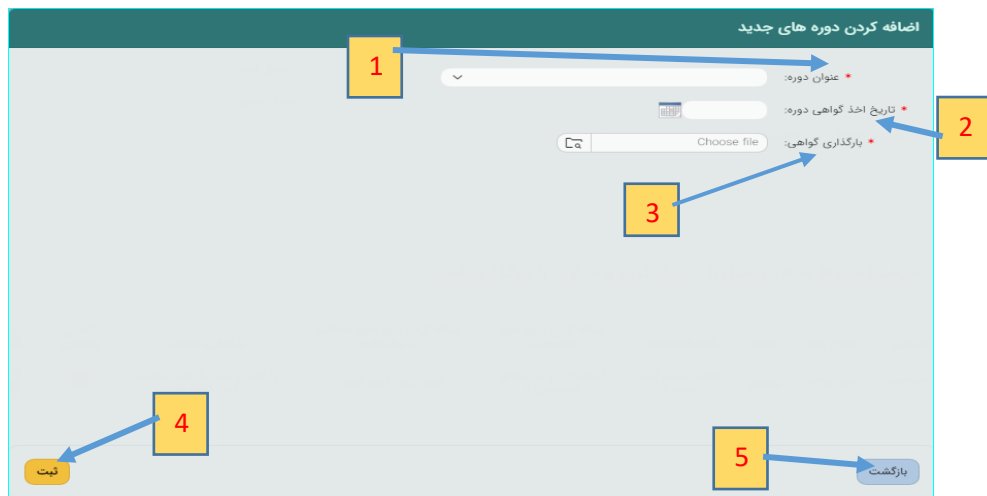 اضافه کردن دوره های جدید
1
* عنوان دوره:
* تاریخ اخذ گواهی دوره:
2
* بارگذاری گواهی: Choose file
3
4
5
بازگشت
ثبت